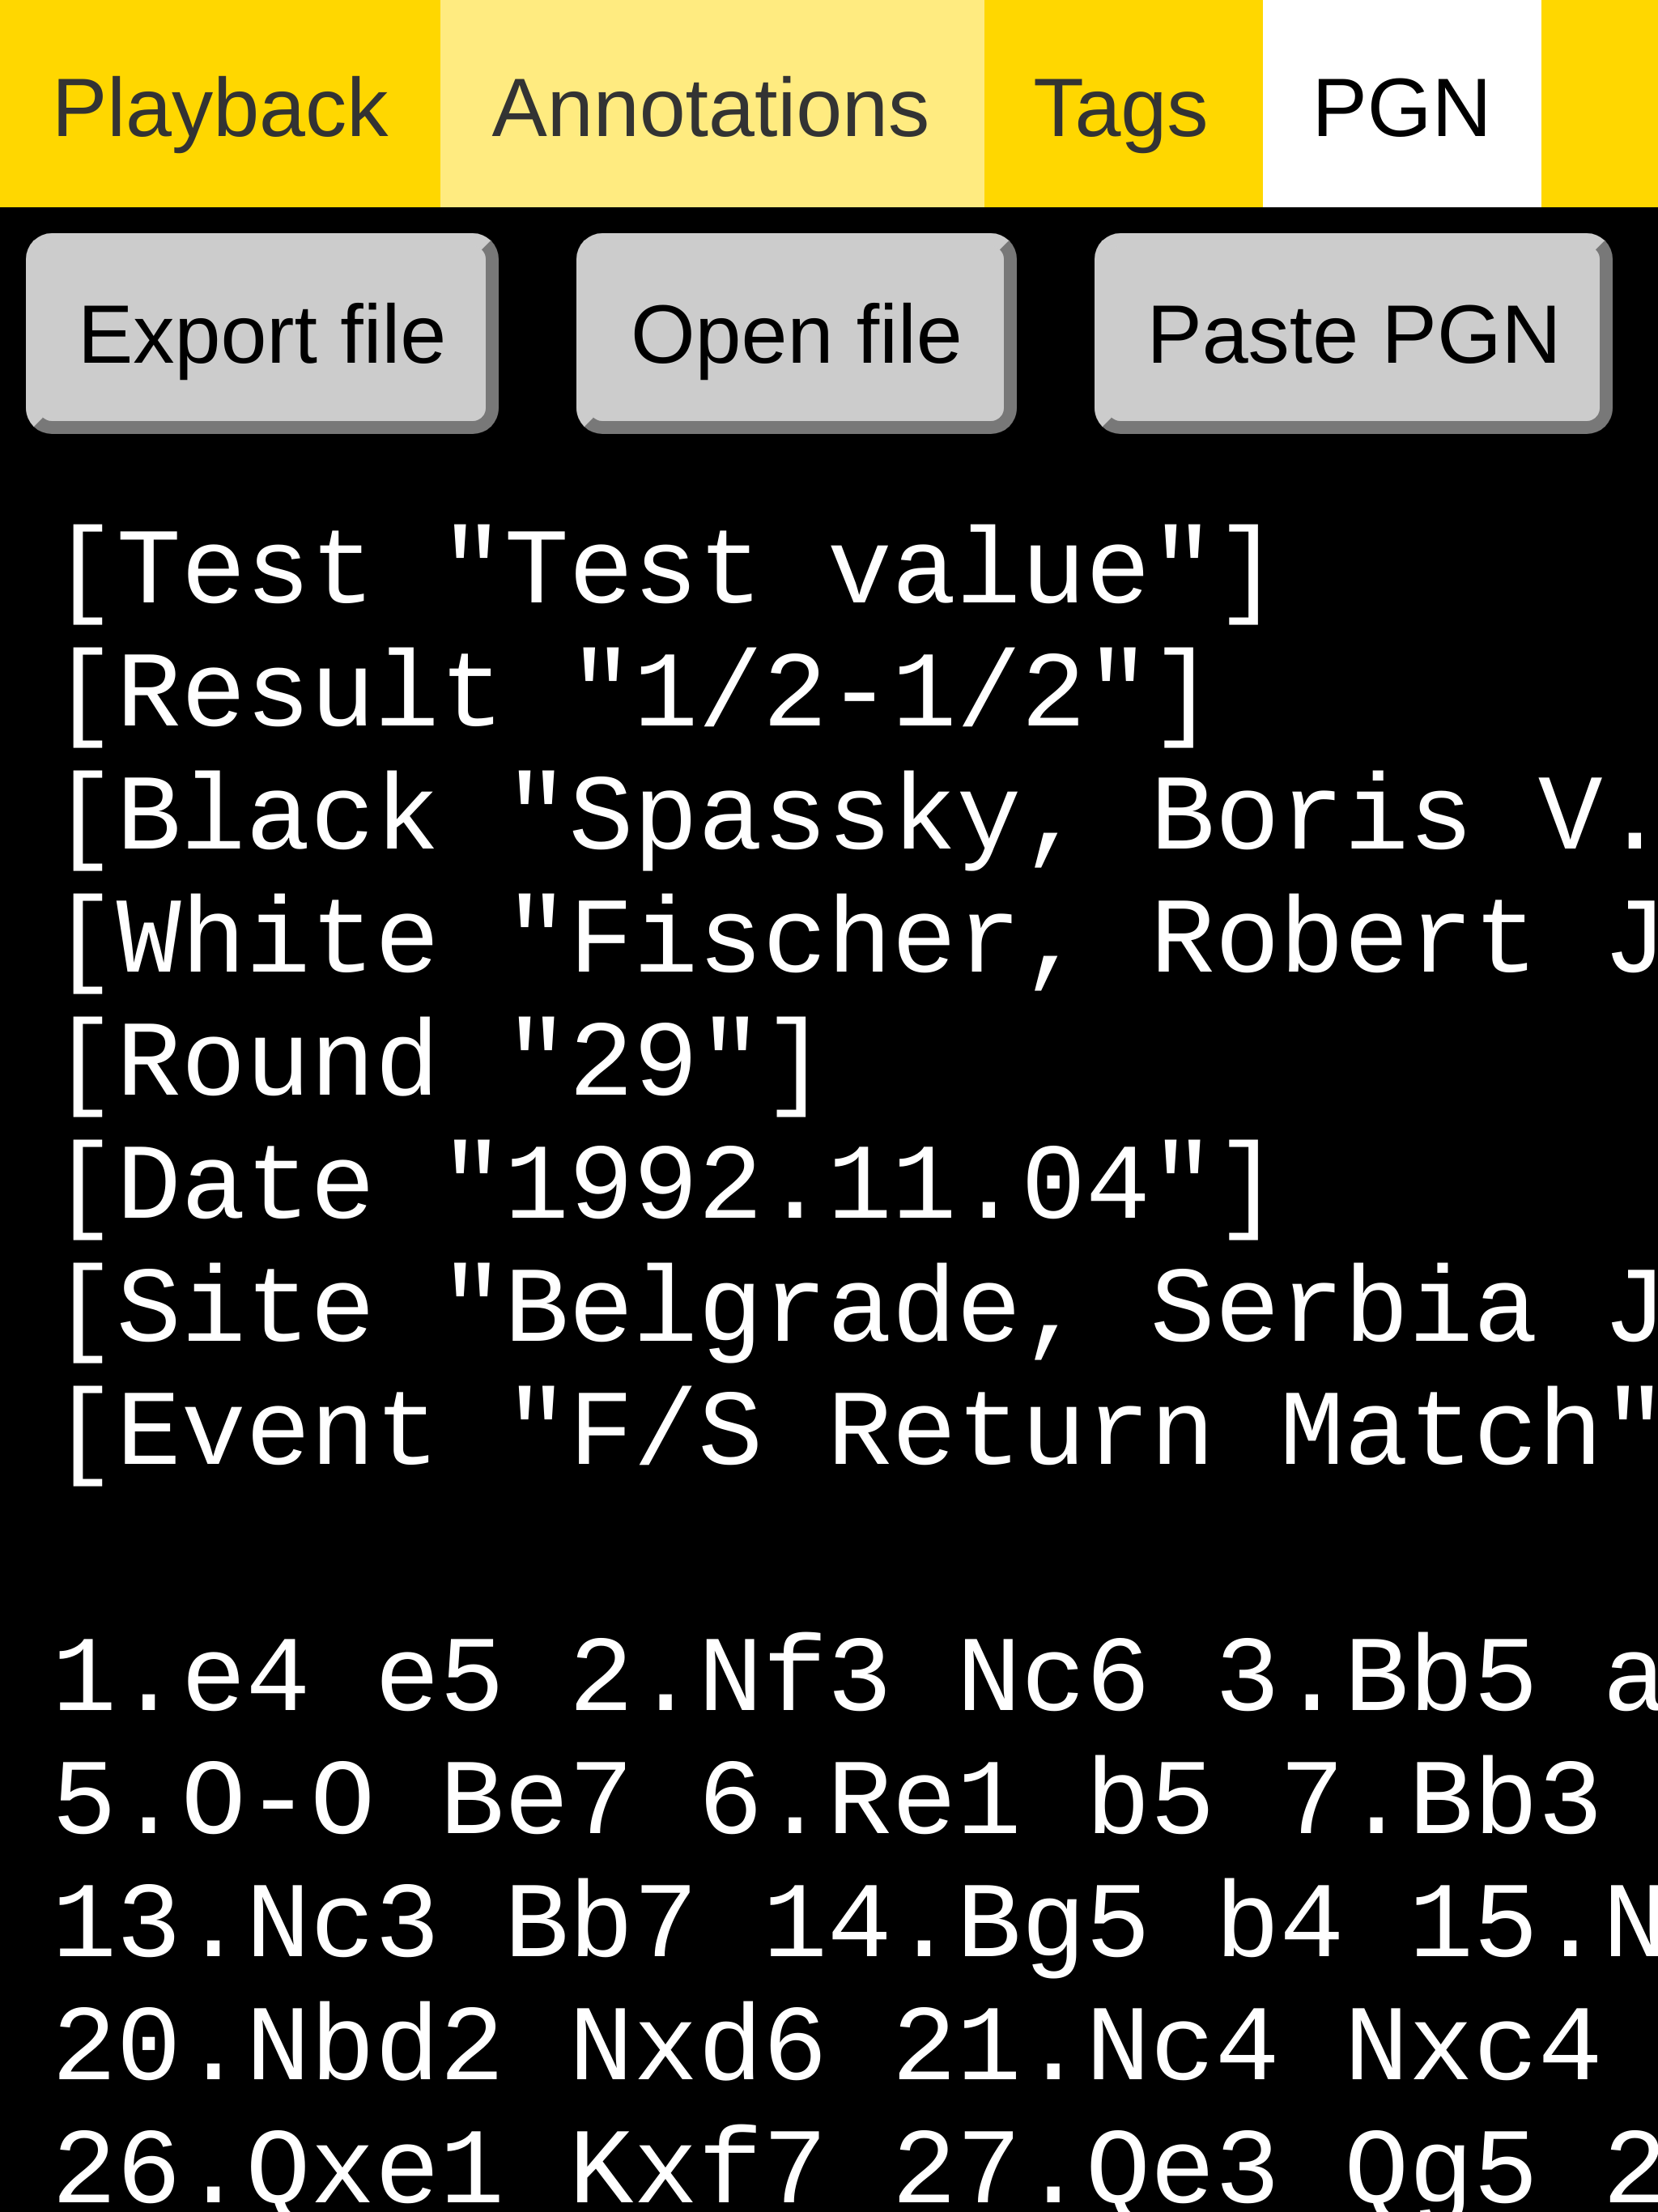 Playback Annotations Tags PGN
Export file Open file Paste PGN
[Test "Test value"]
[Result "1/2-1/2"]
[Black "Spassky, Boris V.
[White "Fischer, Robert J
[Round "29"]
[Date "1992.11.04"]
[Site "Belgrade, Serbia J
[Event "F/S Return Match"
1.e4 e5 2.Nf3 Nc6 3.Bb5 a
5.O-O Be7 6.Re1 b5 7.Bb3
13.Nc3 Bb7 14.Bg5 b4 15.N
20.Nbd2 Nxd6 21.Nc4 Nxc4
26.Qxe1 Kxf7 27.Qe3 Qg5 2